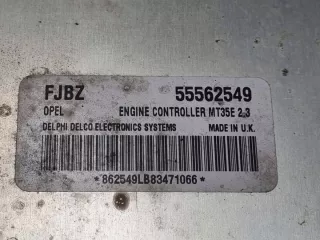 FJBZ 55562549
OPEL ENGINE CONTROLLER MT35E 2.3
DELPHI DELCO ELECTRONICS SYSTEMS MADE IN U.K.
*862549LB83471066*